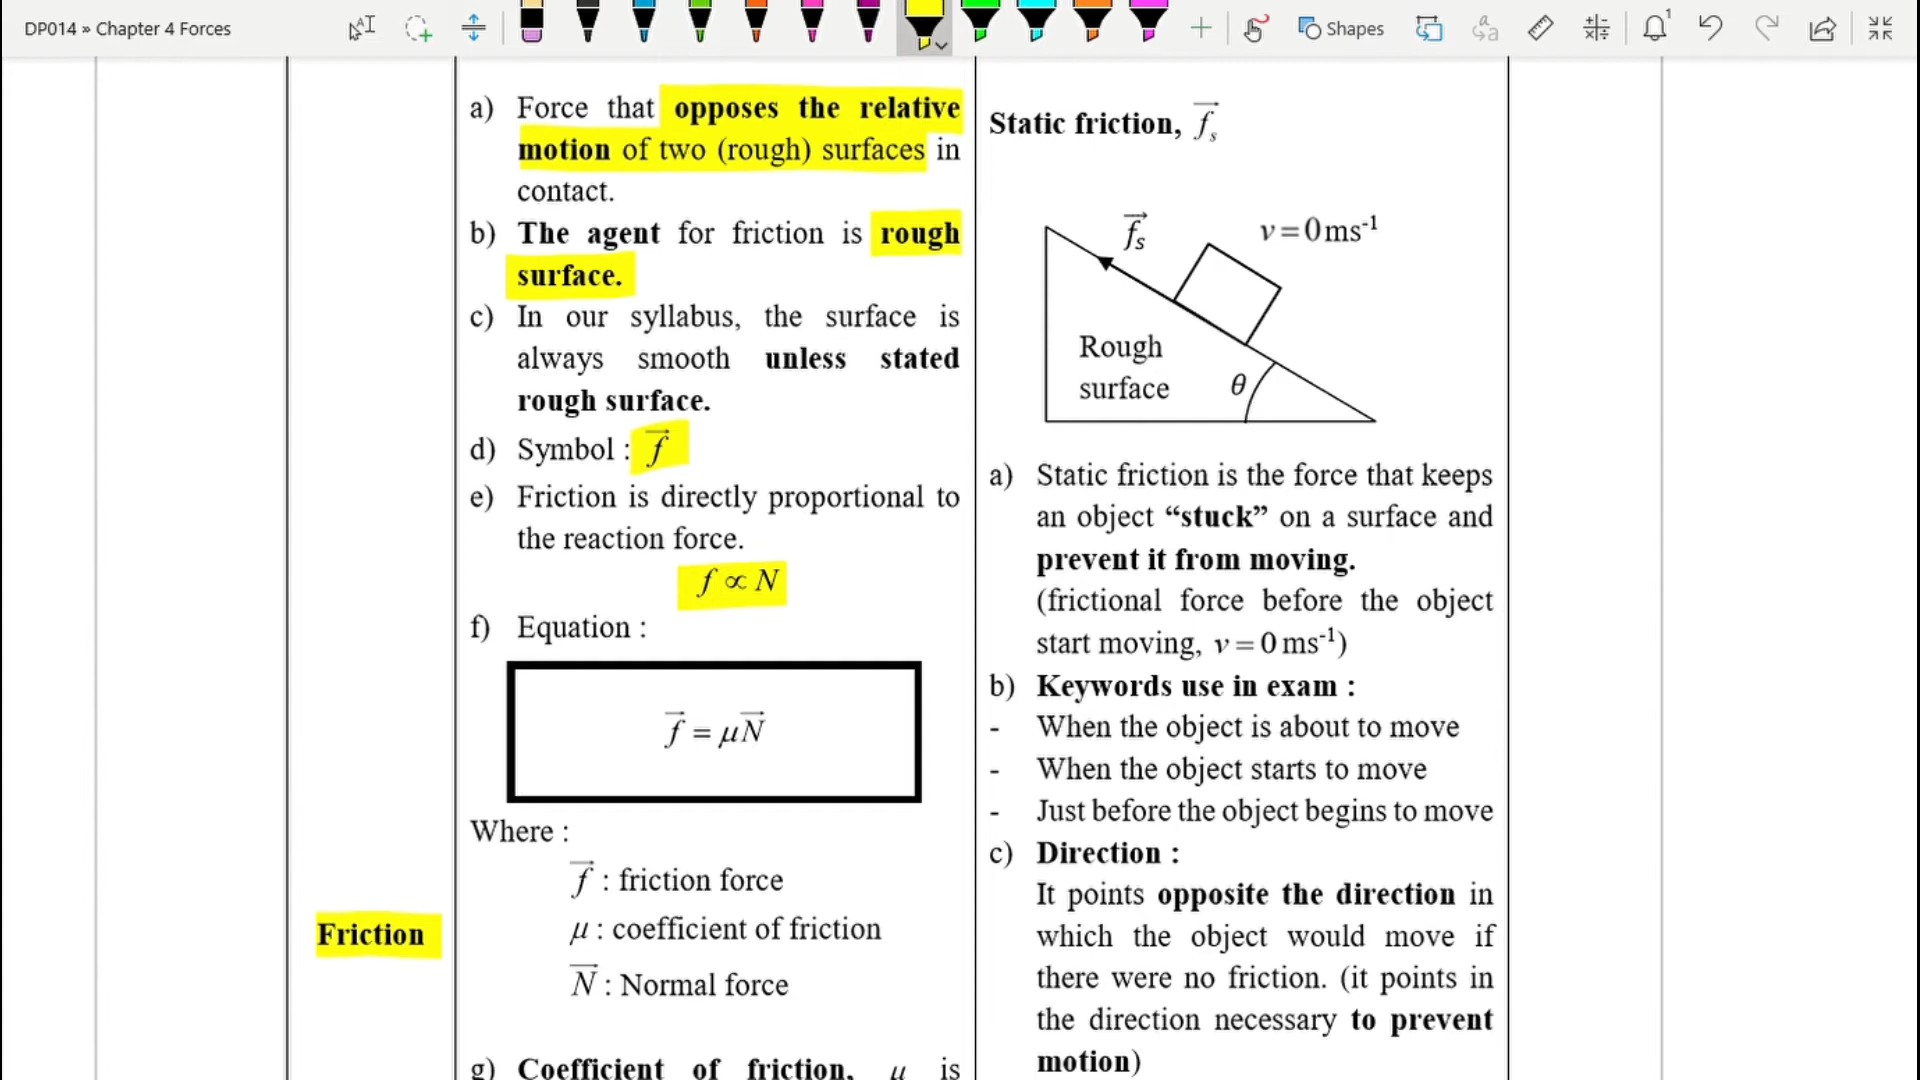 DP014 » Chapter 4 Forces
Shapes
1
Friction
a) Force that opposes the relative
motion of two (rough) surfaces in
contact.
b) The agent for friction is rough
surface.
c) In our syllabus, the surface is
always smooth unless stated
rough surface.
d) Symbol : f⃗
e) Friction is directly proportional to
the reaction force.
f ∝ N
f) Equation :
f⃗ = μN⃗
Where :
f⃗ : friction force
μ : coefficient of friction
N⃗ : Normal force
g) Coefficient of friction, μ is
Static friction, f⃗ₛ
f⃗ₛ
v = 0 ms⁻¹
Rough
surface
θ
a) Static friction is the force that keeps
an object “stuck” on a surface and
prevent it from moving.
(frictional force before the object
start moving, v = 0 ms⁻¹)
b) Keywords use in exam :
- When the object is about to move
- When the object starts to move
- Just before the object begins to move
c) Direction :
It points opposite the direction in
which the object would move if
there were no friction. (it points in
the direction necessary to prevent
motion)